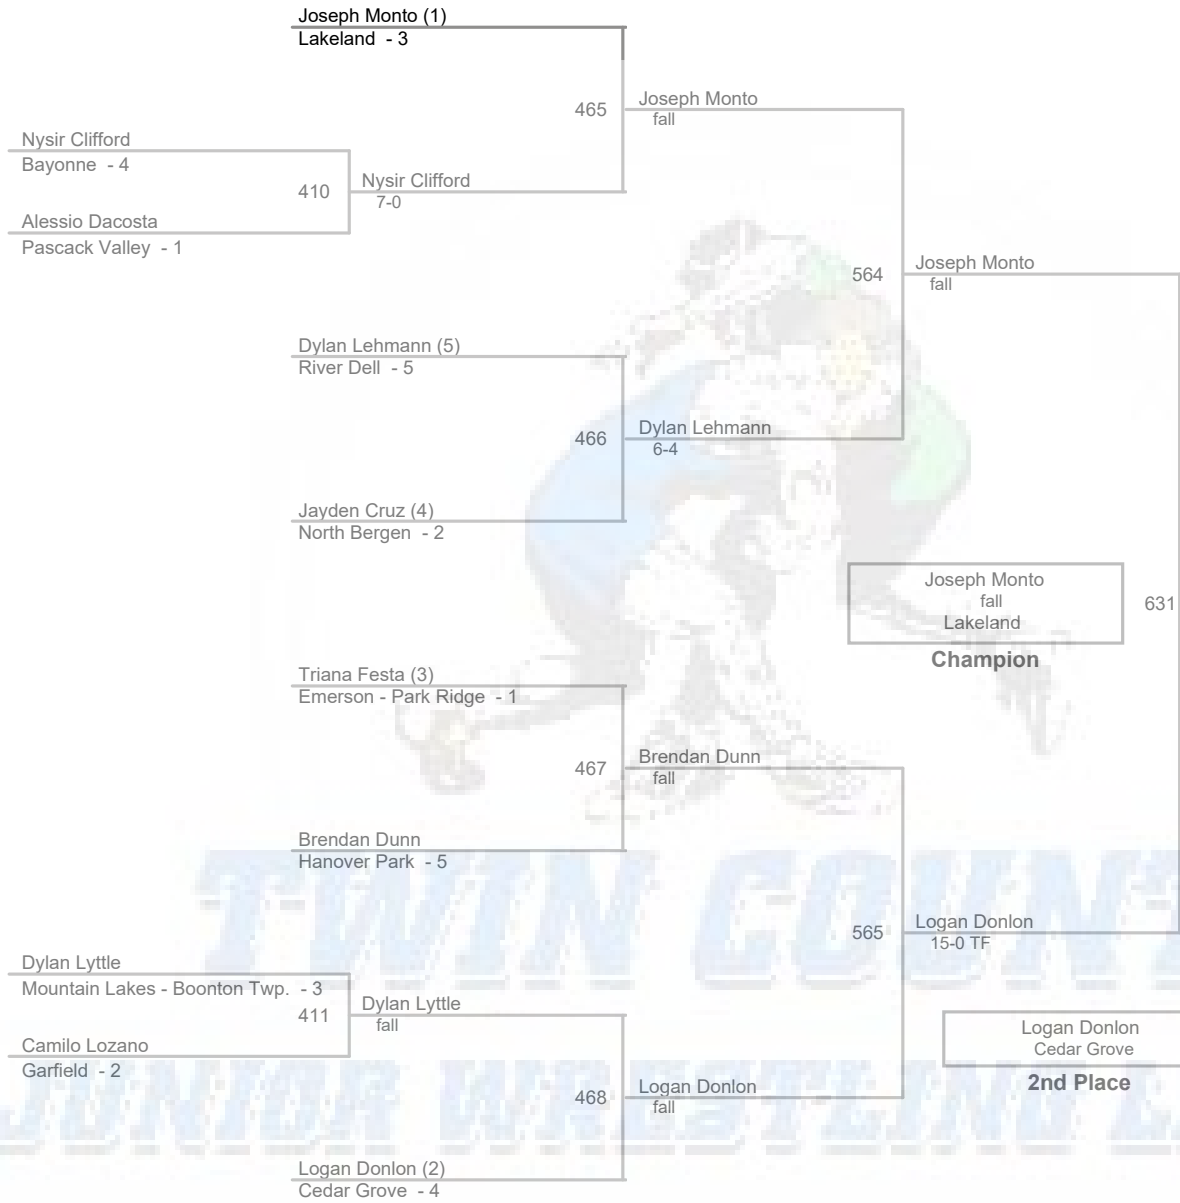 Joseph Monto (1)
Lakeland - 3
465
Joseph Monto
fall
Nysir Clifford
Bayonne - 4
410
Nysir Clifford
7-0
Alessio Dacosta
Pascack Valley - 1
564
Joseph Monto
fall
Dylan Lehmann (5)
River Dell - 5
466
Dylan Lehmann
6-4
Jayden Cruz (4)
North Bergen - 2
Joseph Monto
fall
Lakeland
631
Champion
Triana Festa (3)
Emerson - Park Ridge - 1
467
Brendan Dunn
fall
Brendan Dunn
Hanover Park - 5
TWIN COUNT
565
Logan Donlon
15-0 TF
Dylan Lyttle
Mountain Lakes - Boonton Twp. - 3
411
Dylan Lyttle
fall
Camilo Lozano
Garfield - 2
Logan Donlon
Cedar Grove
2nd Place
JUNIOR WRESTLING
468
Logan Donlon
fall
Logan Donlon (2)
Cedar Grove - 4